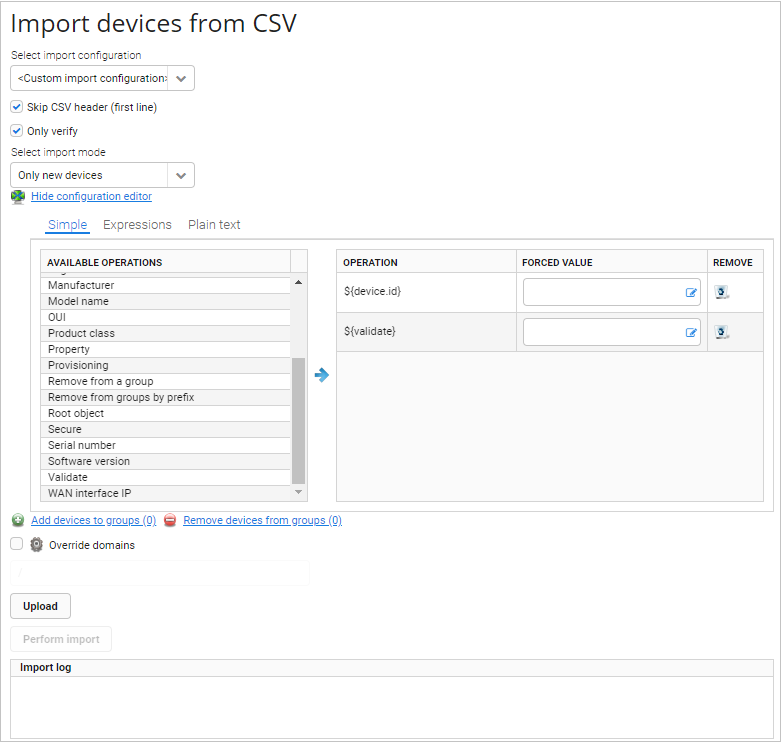 Import devices from CSV
Select import configuration
<Custom import configuration>
Skip CSV header (first line)
Only verify
Select import mode
Only new devices
Hide configuration editor
Simple Expressions Plain text
AVAILABLE OPERATIONS
Manufacturer
Model name
OUI
Product class
Property
Provisioning
Remove from a group
Remove from groups by prefix
Root object
Secure
Serial number
Software version
Validate
WAN interface IP
OPERATION FORCED VALUE REMOVE
${device.id}
${validate}
Add devices to groups (0) Remove devices from groups (0)
Override domains
/
Upload
Perform import
Import log